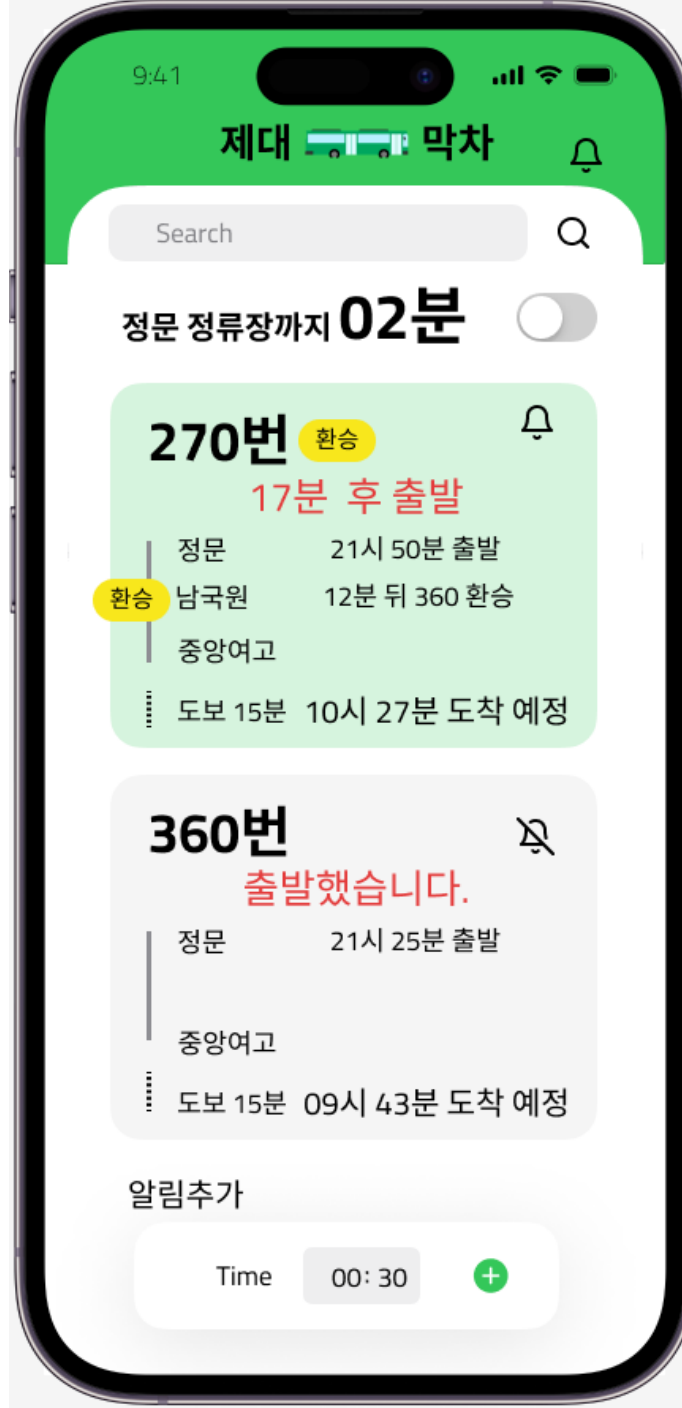 9:41
제대 막차
Search
정문 정류장까지 02분
270번 환승
17분 후 출발
정문 21시 50분 출발
환승 남국원 12분 뒤 360 환승
중앙여고
도보 15분 10시 27분 도착 예정
360번
출발했습니다.
정문 21시 25분 출발
중앙여고
도보 15분 09시 43분 도착 예정
알림추가
Time 00: 30